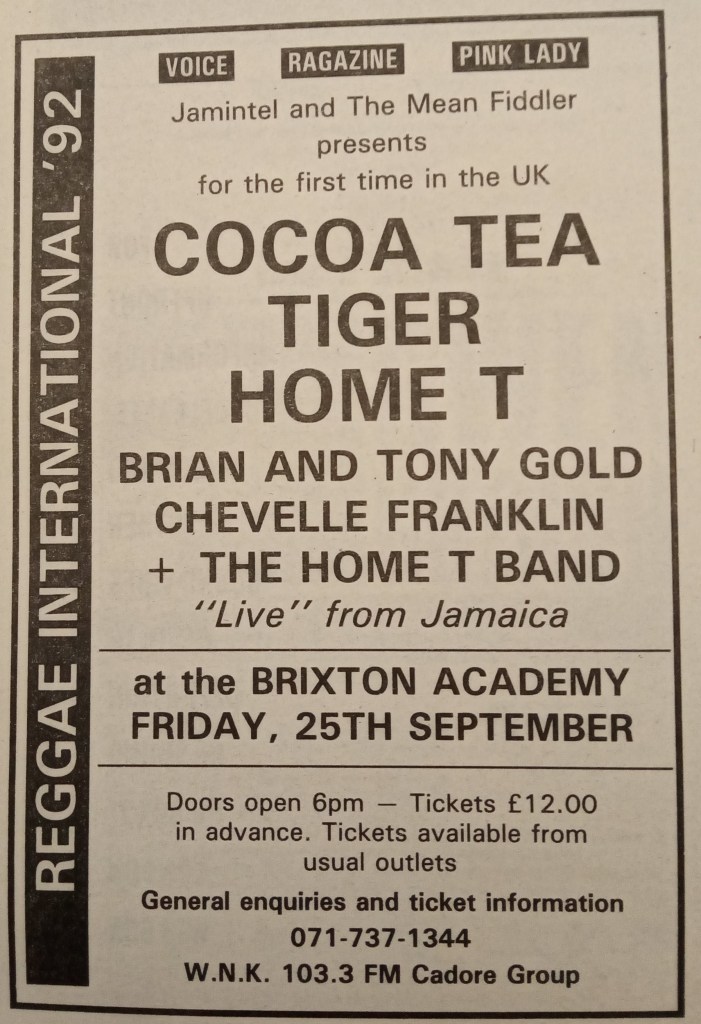 REGGAE INTERNATIONAL '92
VOICE RAGAZINE PINK LADY
Jamintel and The Mean Fiddler
presents
for the first time in the UK
COCOA TEA
TIGER
HOME T
BRIAN AND TONY GOLD
CHEVELLE FRANKLIN
+ THE HOME T BAND
"Live" from Jamaica
at the BRIXTON ACADEMY
FRIDAY, 25TH SEPTEMBER
Doors open 6pm — Tickets £12.00
in advance. Tickets available from
usual outlets
General enquiries and ticket information
071-737-1344
W.N.K. 103.3 FM Cadore Group